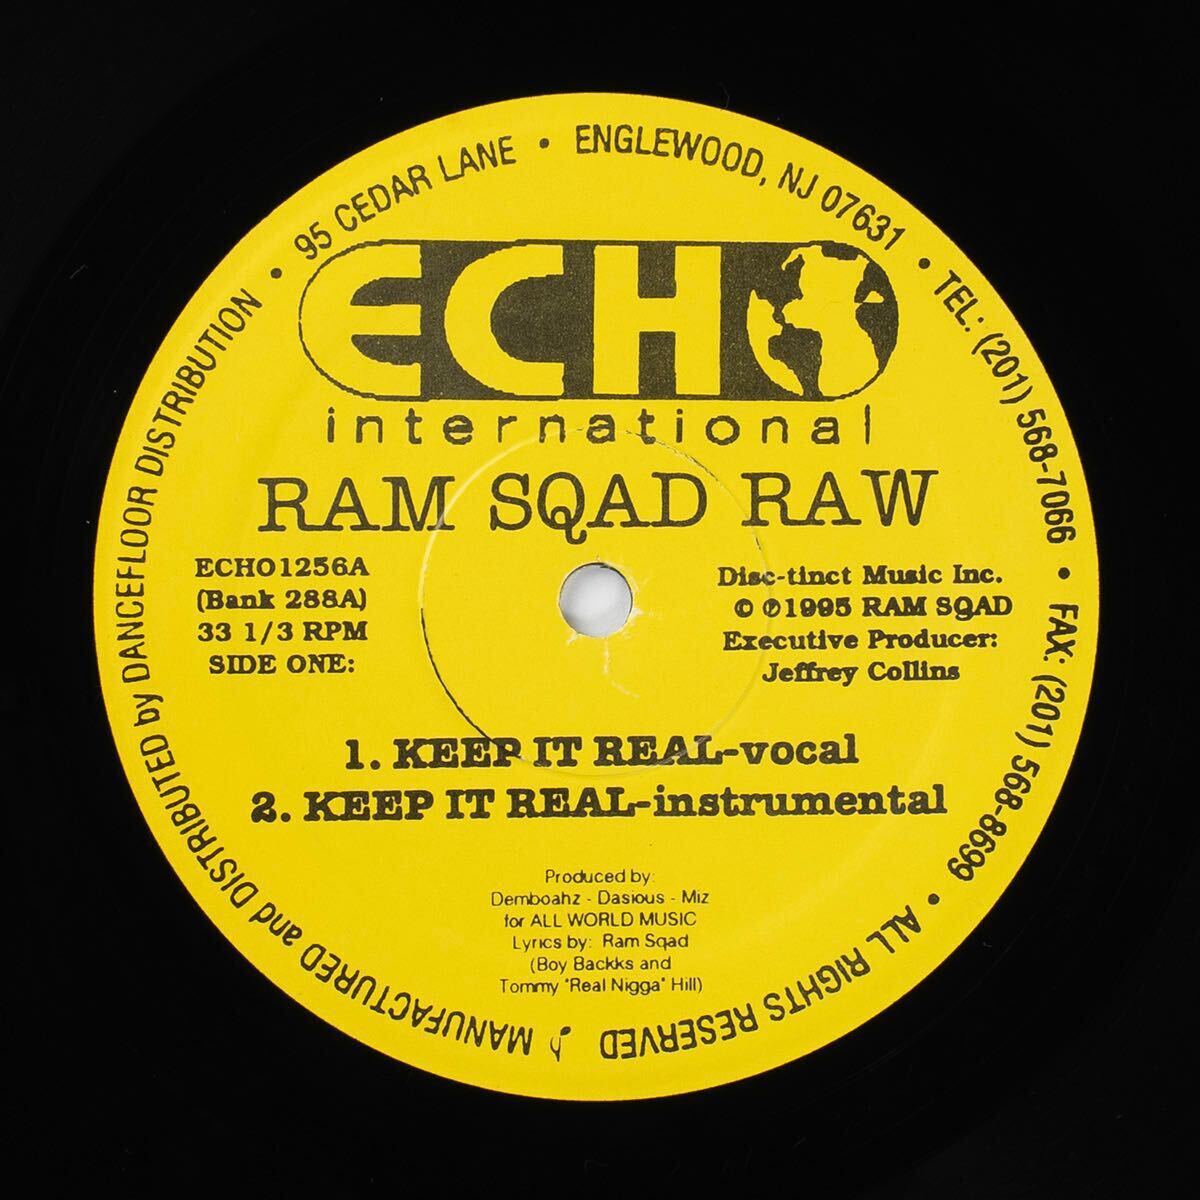 MANUFACTURED and DISTRIBUTED by DANCEFLOOR DISTRIBUTION • 95 CEDAR LANE • ENGLEWOOD, NJ 07631 • TEL: (201) 568-7066 • FAX: (201) 568-8699 • ALL RIGHTS RESERVED
ECHO
international
RAM SQAD RAW
ECHO1256A
(Bank 288A)
33 1/3 RPM
SIDE ONE:
Disc-tinct Music Inc.
© ℗1995 RAM SQAD
Executive Producer:
Jeffrey Collins
1. KEEP IT REAL-vocal
2. KEEP IT REAL-instrumental
Produced by:
Demboahz - Dasious - Miz
for ALL WORLD MUSIC
Lyrics by: Ram Sqad
(Boy Backks and
Tommy "Real Nigga" Hill)